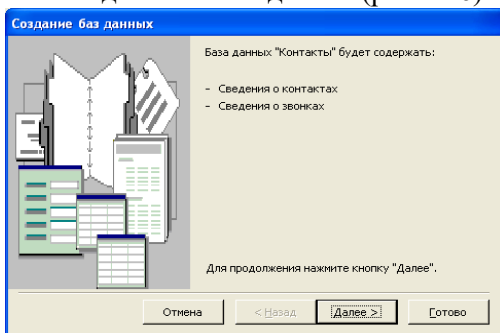 Создание баз данных
База данных "Контакты" будет содержать:
- Сведения о контактах
- Сведения о звонках
Для продолжения нажмите кнопку "Далее".
Отмена
< Назад
Далее >
Готово